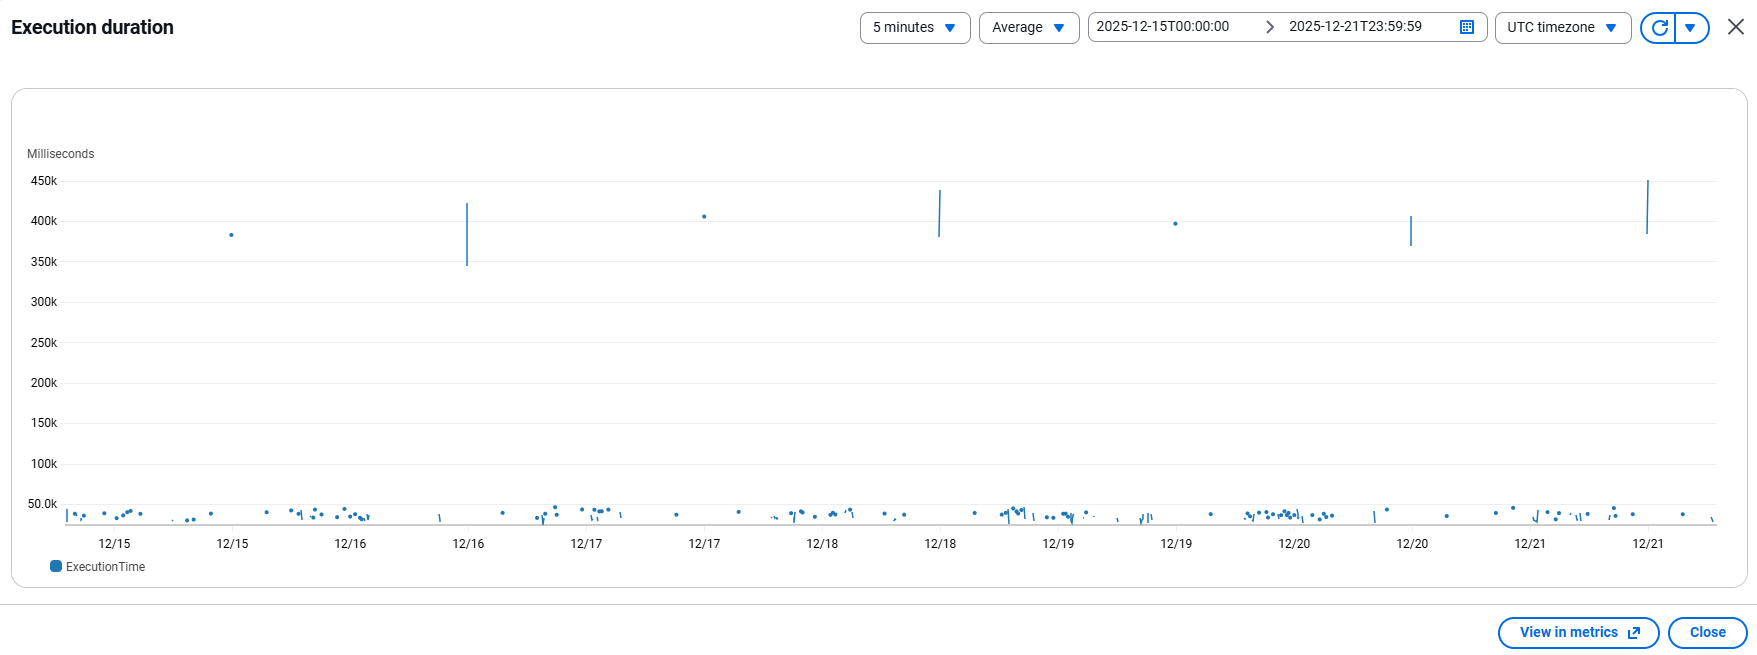 Execution duration
5 minutes
Average
2025-12-15T00:00:00
2025-12-21T23:59:59
UTC timezone
Milliseconds
450k
400k
350k
300k
250k
200k
150k
100k
50.0k
12/15 12/15 12/16 12/16 12/17 12/17 12/18 12/18 12/19 12/19 12/20 12/20 12/21 12/21
ExecutionTime
View in metrics
Close